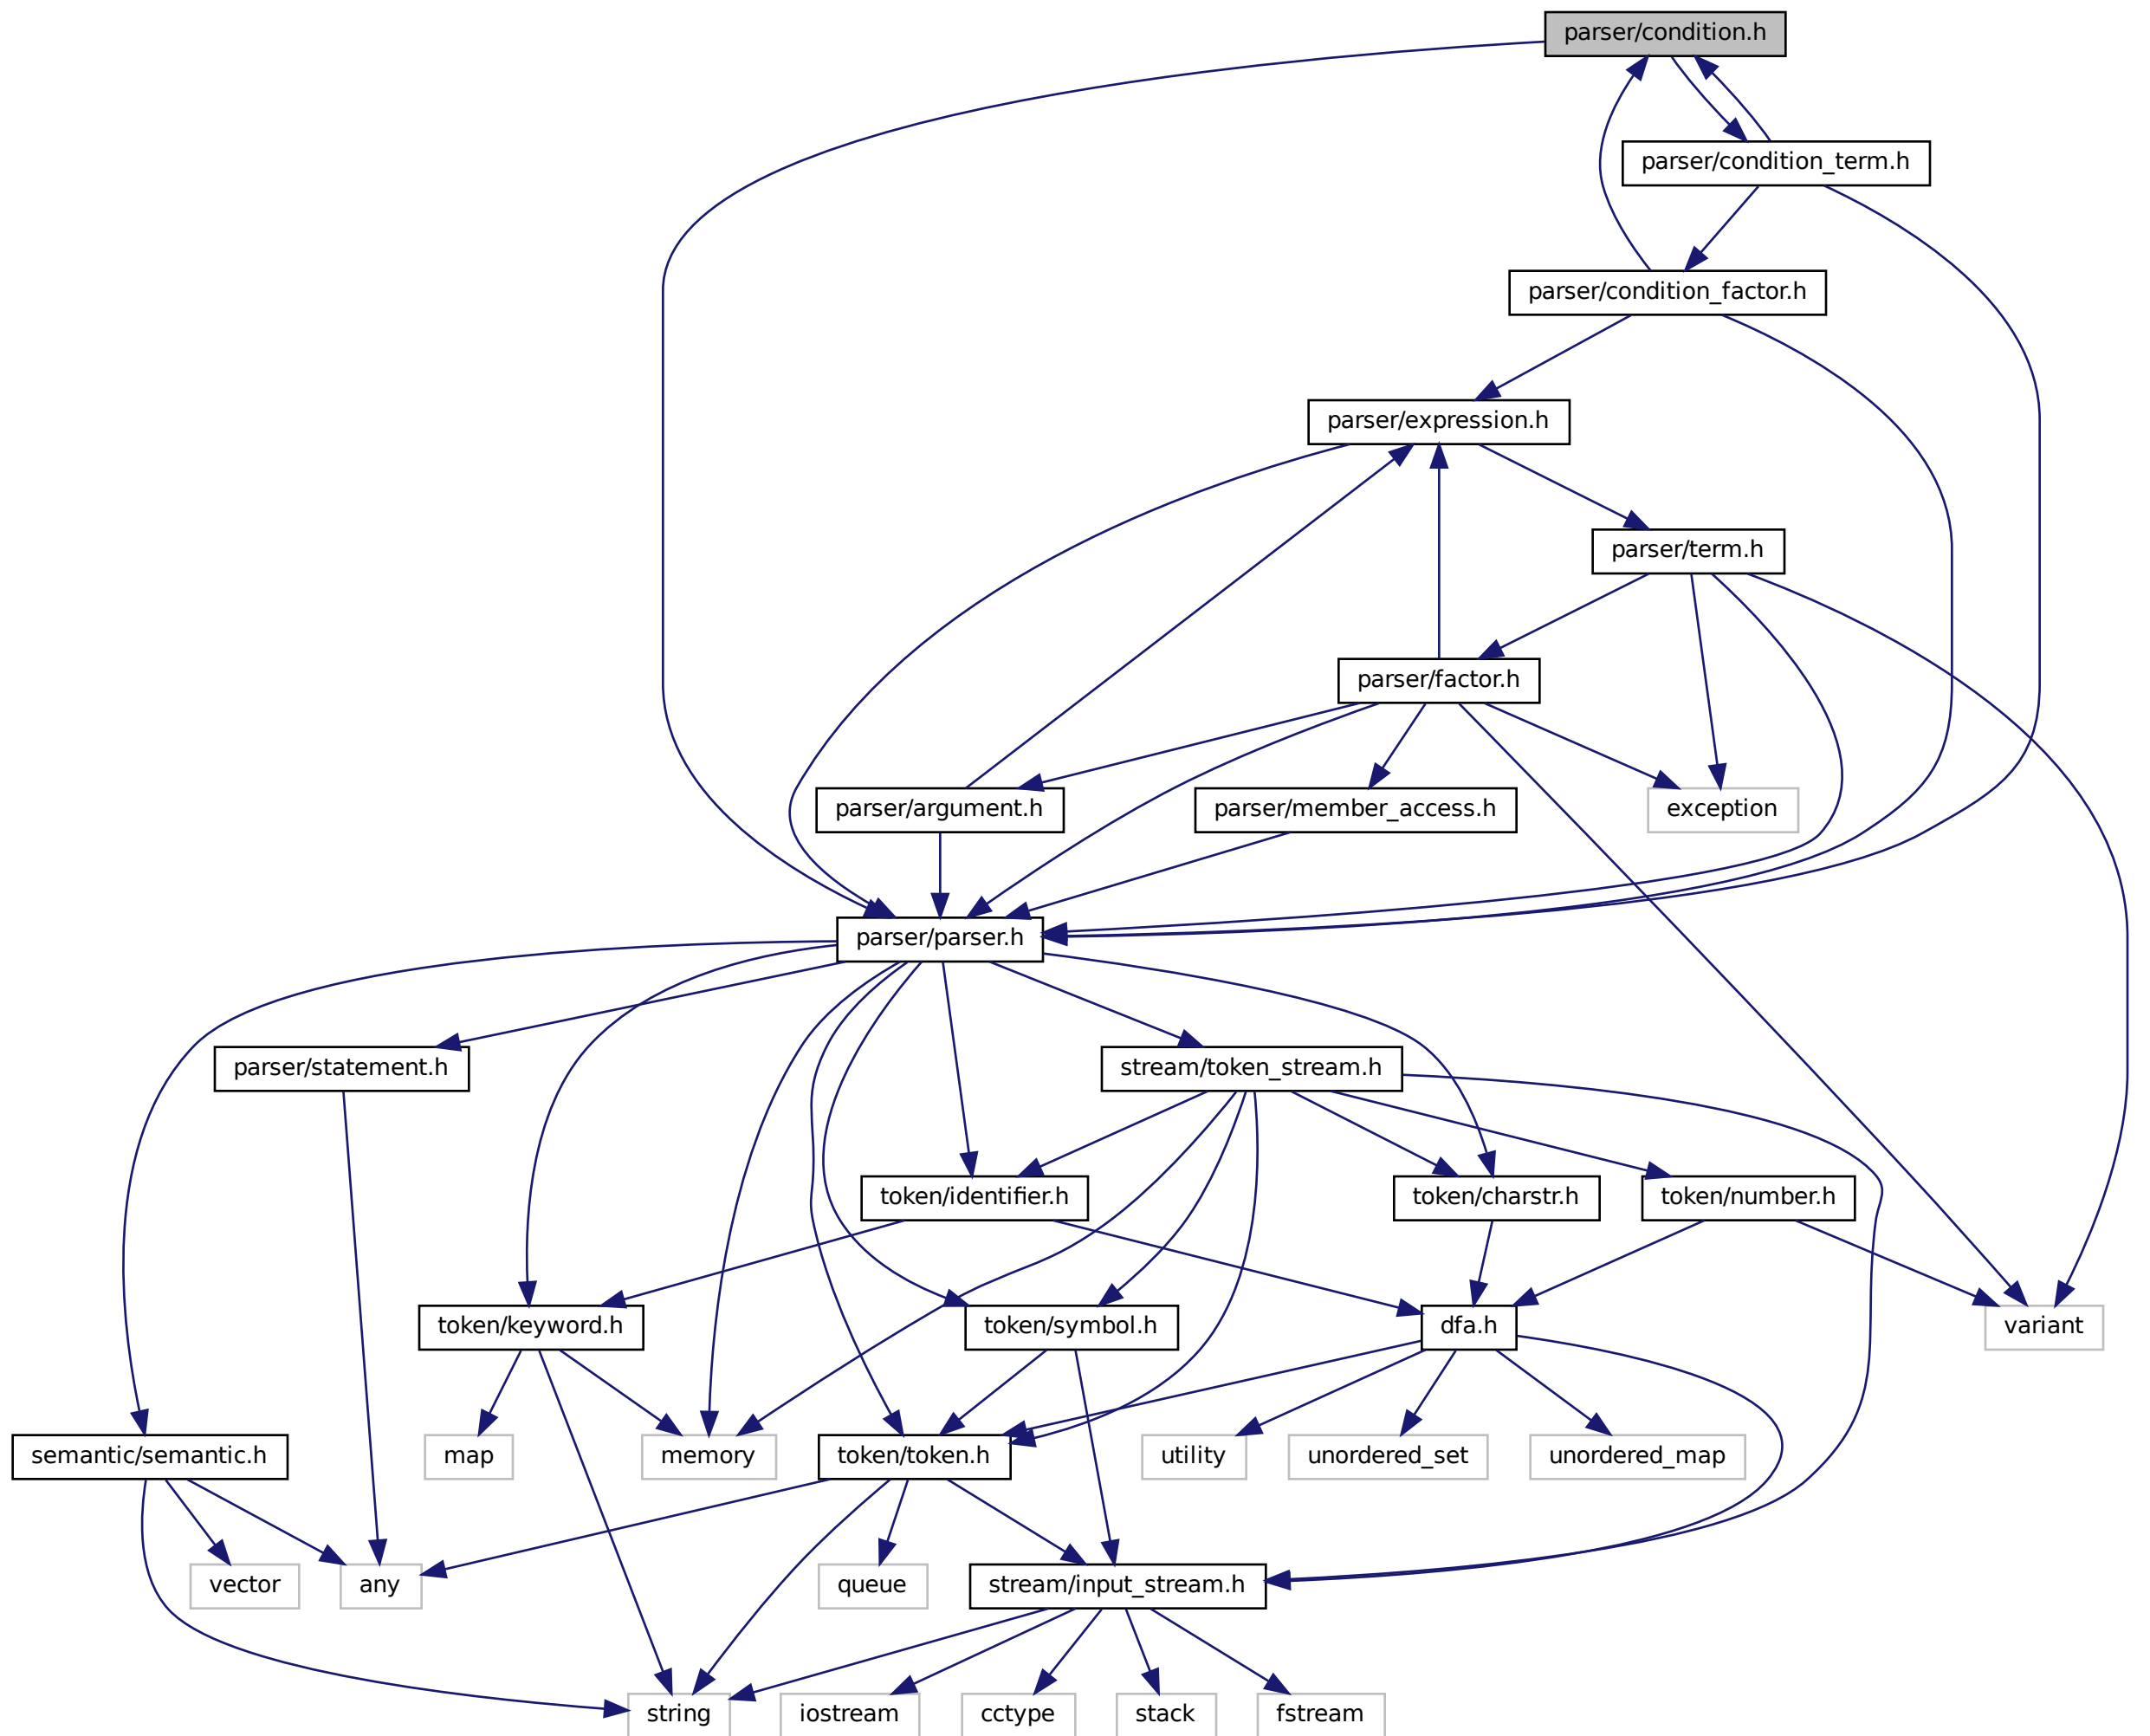 parser/condition.h
parser/condition_term.h
parser/condition_factor.h
parser/expression.h
parser/term.h
parser/factor.h
parser/argument.h
parser/member_access.h
exception
parser/parser.h
parser/statement.h
stream/token_stream.h
token/identifier.h
token/charstr.h
token/number.h
token/keyword.h
token/symbol.h
dfa.h
variant
semantic/semantic.h
map
memory
token/token.h
utility
unordered_set
unordered_map
vector
any
queue
stream/input_stream.h
string
iostream
cctype
stack
fstream